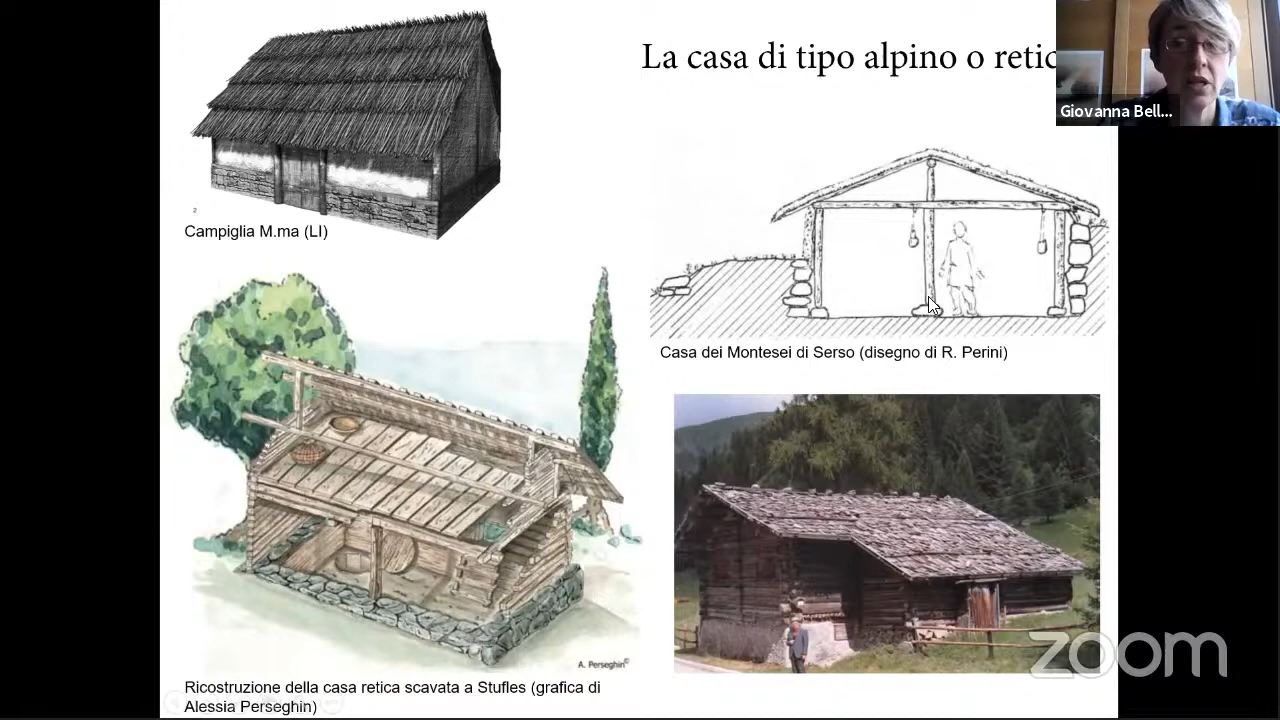 La casa di tipo alpino o retic
Giovanna Bell...
2
Campiglia M.ma (LI)
Casa dei Montesei di Serso (disegno di R. Perini)
A. Perseghin©
Ricostruzione della casa retica scavata a Stufles (grafica di
Alessia Perseghin)
zoom